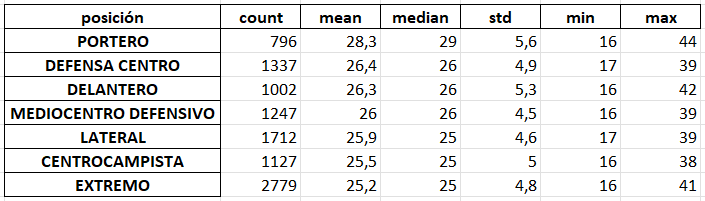 posición count mean median std min max
PORTERO 796 28,3 29 5,6 16 44
DEFENSA CENTRO 1337 26,4 26 4,9 17 39
DELANTERO 1002 26,3 26 5,3 16 42
MEDIOCENTRO DEFENSIVO 1247 26 26 4,5 16 39
LATERAL 1712 25,9 25 4,6 17 39
CENTROCAMPISTA 1127 25,5 25 5 16 38
EXTREMO 2779 25,2 25 4,8 16 41